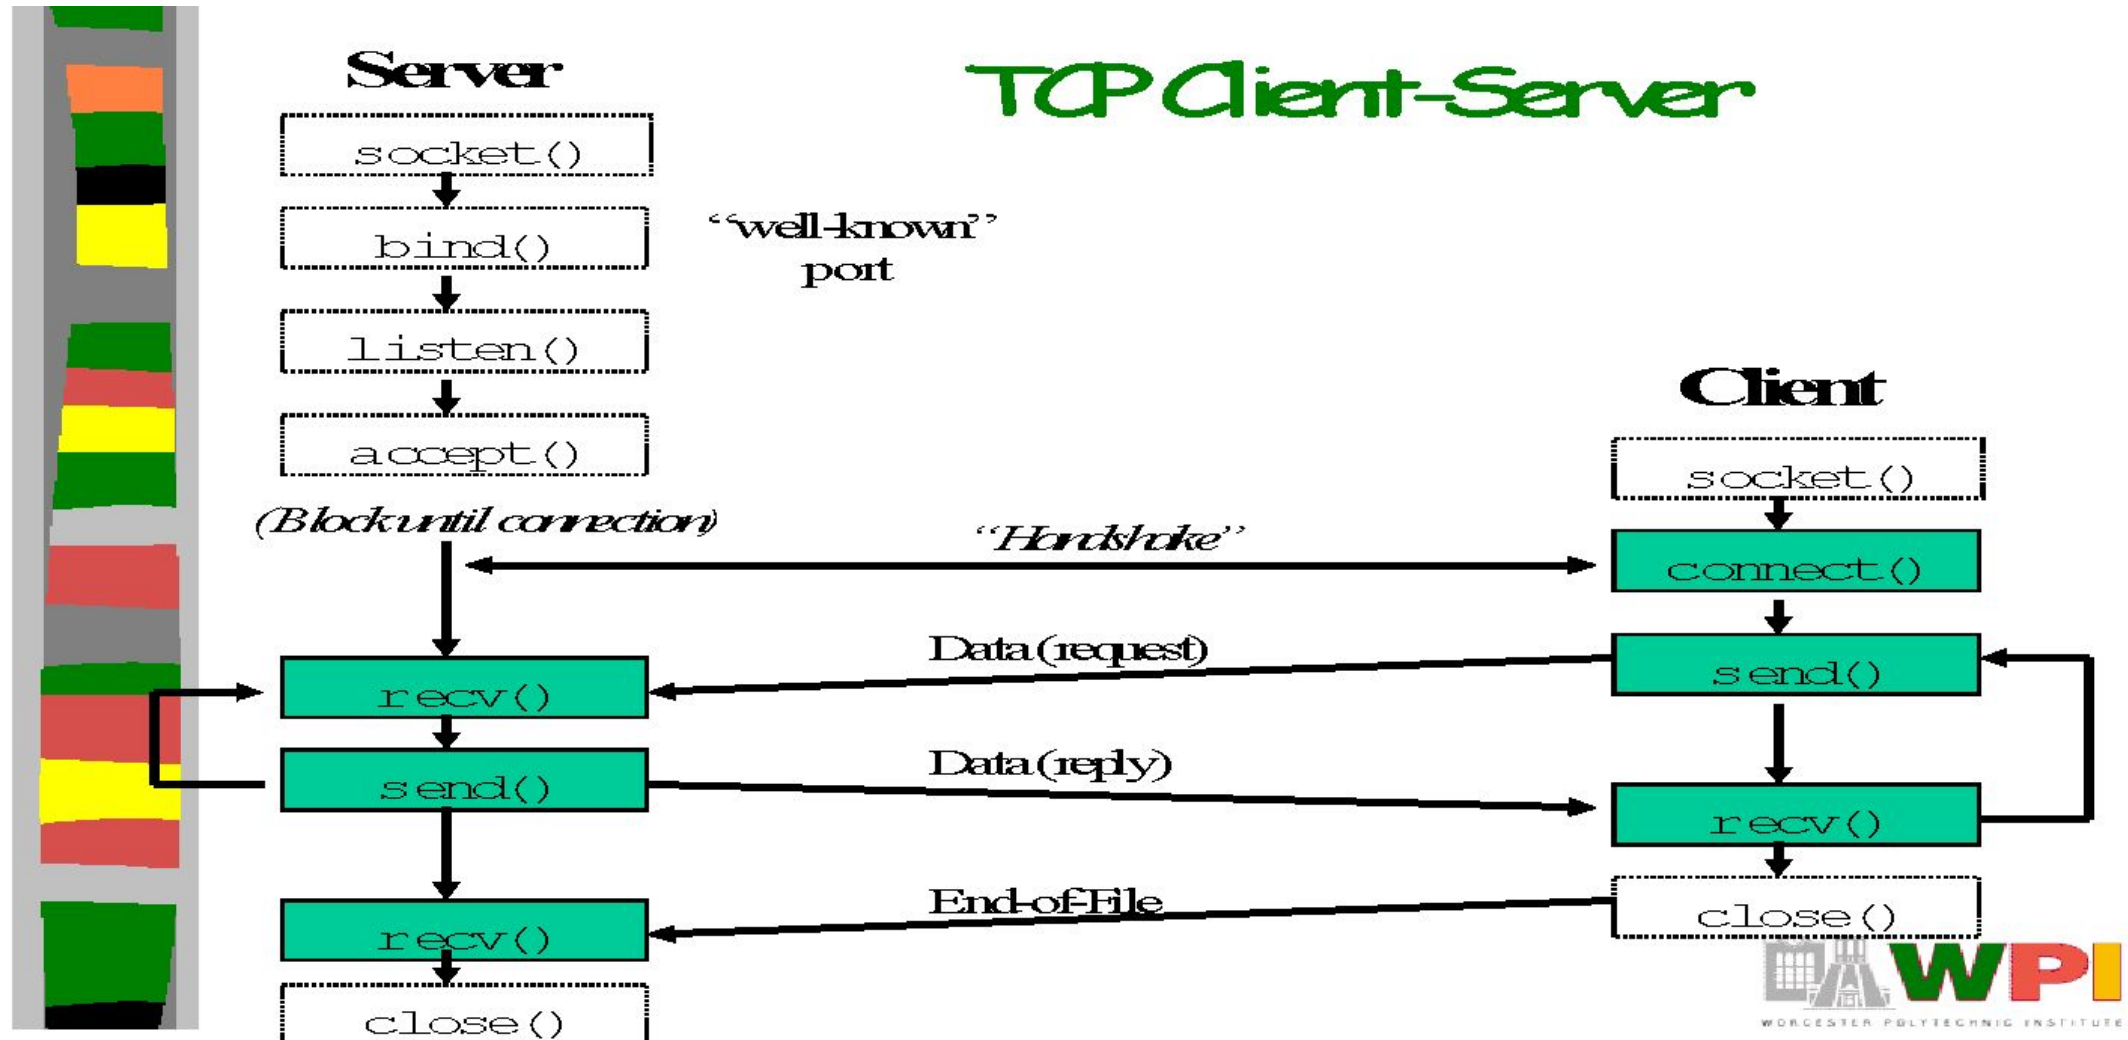 TCP Client-Server
Server
socket()
bind()
"well-known"
port
listen()
accept()
(Block until connection)
"Handshake"
Client
socket()
connect()
Data (request)
send()
recv()
Data (reply)
send()
recv()
End-of-File
close()
recv()
close()
WPI
WORCESTER POLYTECHNIC INSTITUTE